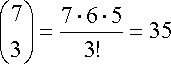 (7 3) = 7·6·5 / 3! = 35